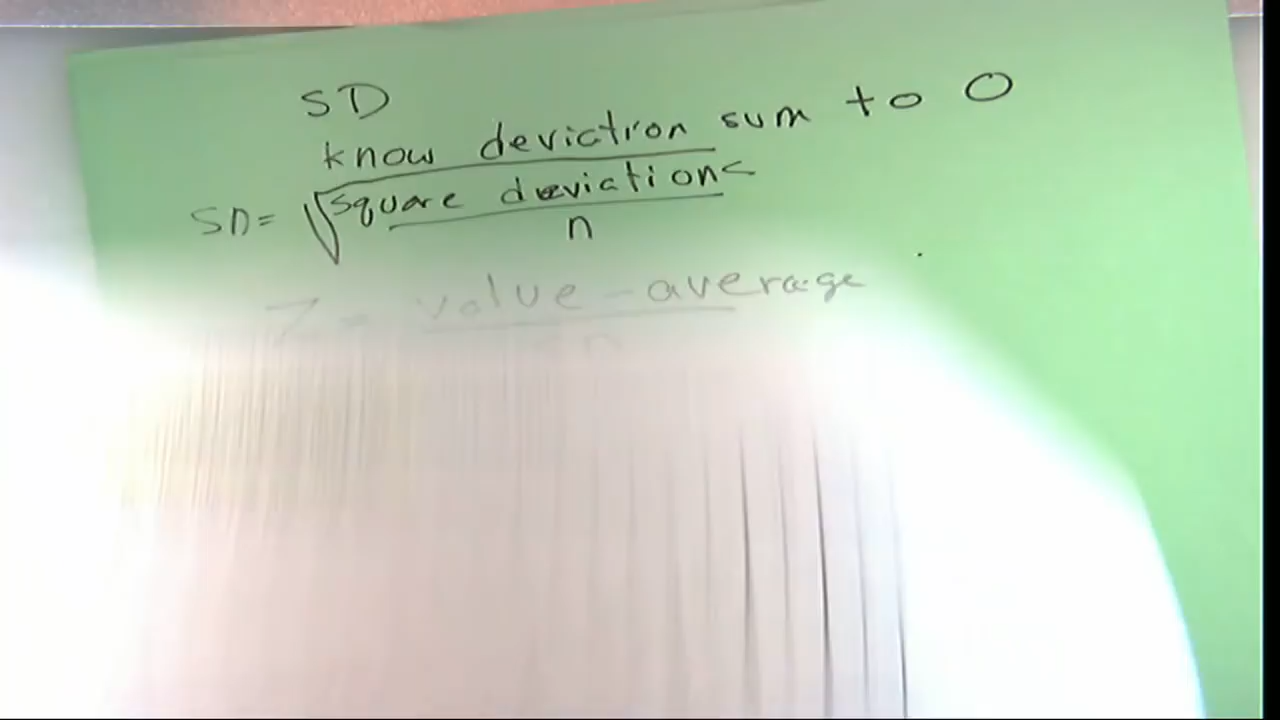 SD
know deviation sum to 0
SD = √square deviations
n
Z = value - average